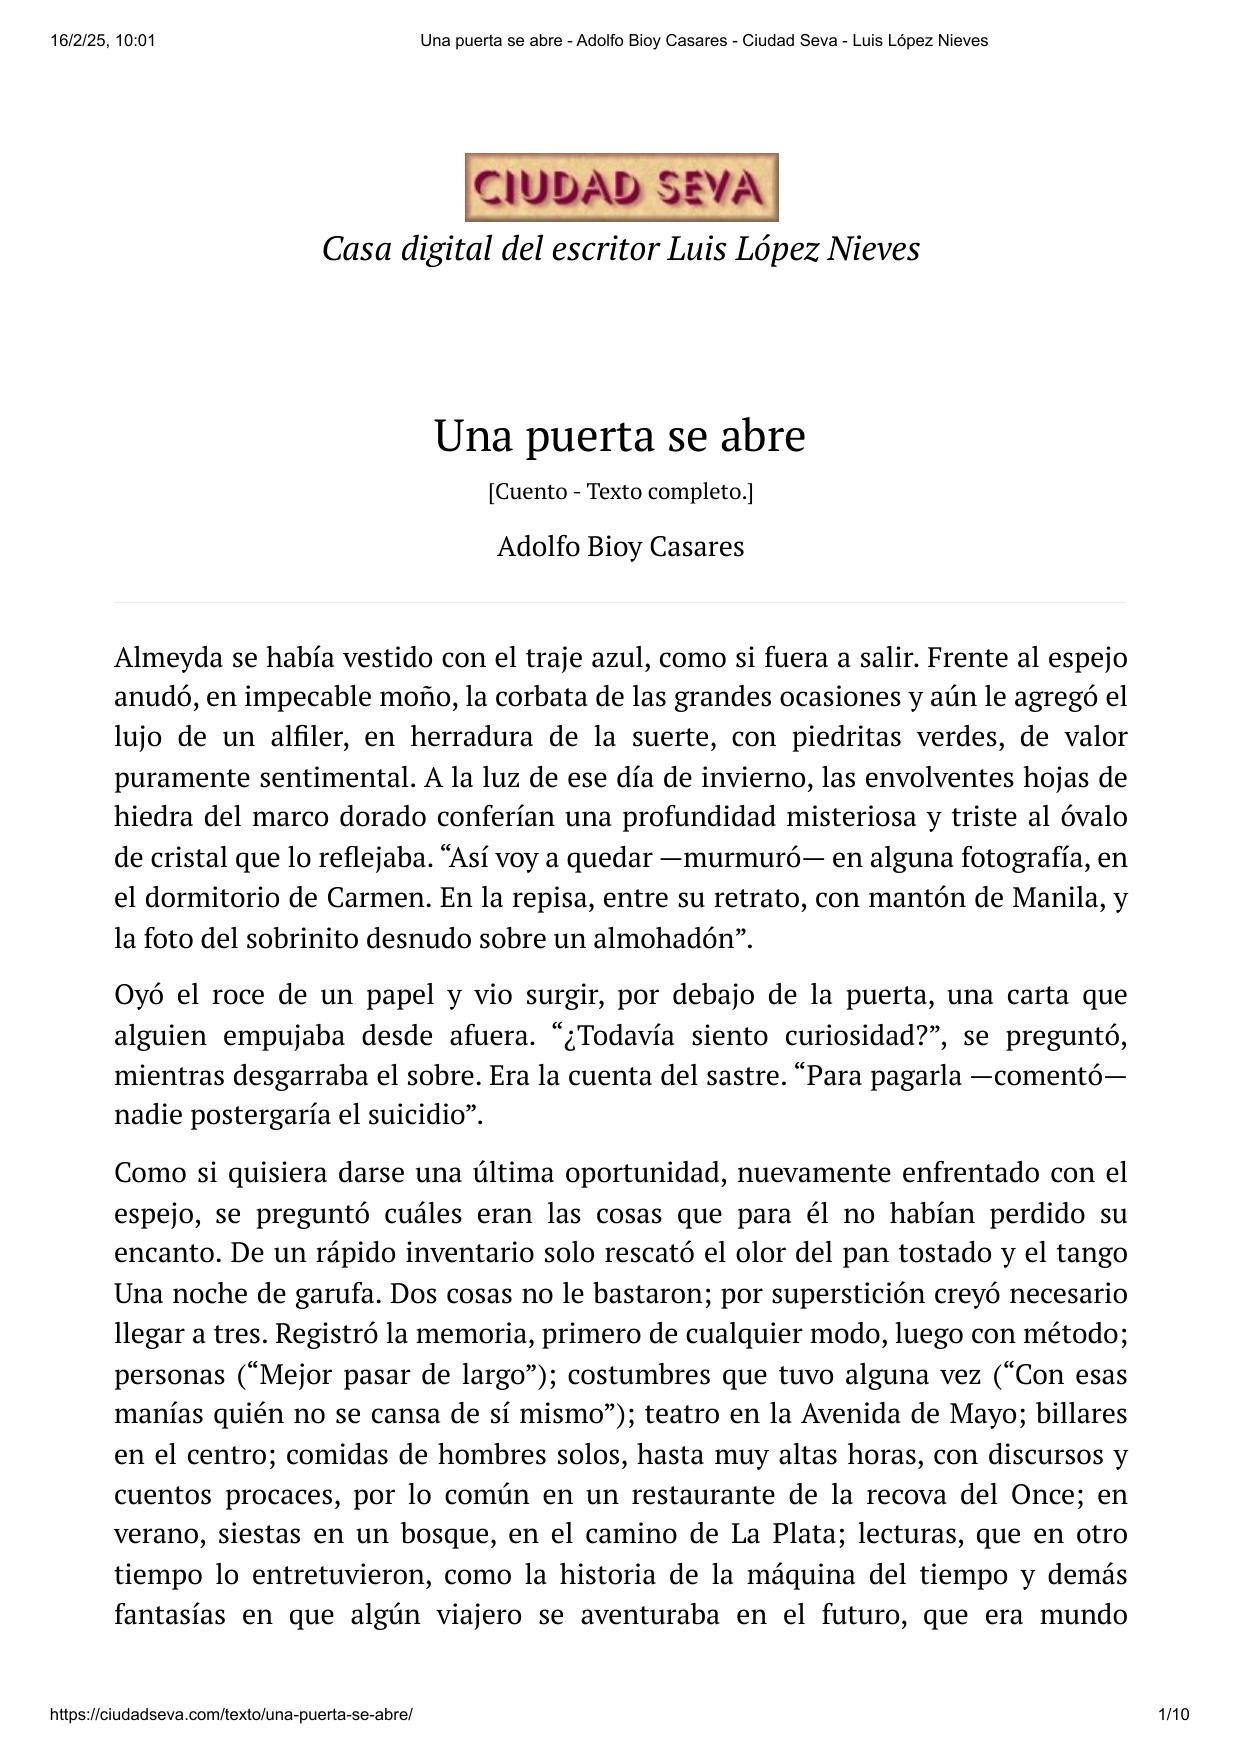 16/2/25, 10:01
Una puerta se abre - Adolfo Bioy Casares - Ciudad Seva - Luis López Nieves
CIUDAD SEVA
Casa digital del escritor Luis López Nieves
Una puerta se abre
[Cuento - Texto completo.]
Adolfo Bioy Casares
Almeyda se había vestido con el traje azul, como si fuera a salir. Frente al espejo
anudó, en impecable moño, la corbata de las grandes ocasiones y aún le agregó el
lujo de un alfiler, en herradura de la suerte, con piedritas verdes, de valor
puramente sentimental. A la luz de ese día de invierno, las envolventes hojas de
hiedra del marco dorado conferían una profundidad misteriosa y triste al óvalo
de cristal que lo reflejaba. “Así voy a quedar —murmuró— en alguna fotografía, en
el dormitorio de Carmen. En la repisa, entre su retrato, con mantón de Manila, y
la foto del sobrinito desnudo sobre un almohadón”.
Oyó el roce de un papel y vio surgir, por debajo de la puerta, una carta que
alguien empujaba desde afuera. “¿Todavía siento curiosidad?”, se preguntó,
mientras desgarraba el sobre. Era la cuenta del sastre. “Para pagarla —comentó—
nadie postergaría el suicidio”.
Como si quisiera darse una última oportunidad, nuevamente enfrentado con el
espejo, se preguntó cuáles eran las cosas que para él no habían perdido su
encanto. De un rápido inventario solo rescató el olor del pan tostado y el tango
Una noche de garufa. Dos cosas no le bastaron; por superstición creyó necesario
llegar a tres. Registró la memoria, primero de cualquier modo, luego con método;
personas (“Mejor pasar de largo”); costumbres que tuvo alguna vez (“Con esas
manías quién no se cansa de sí mismo”); teatro en la Avenida de Mayo; billares
en el centro; comidas de hombres solos, hasta muy altas horas, con discursos y
cuentos procaces, por lo común en un restaurante de la recova del Once; en
verano, siestas en un bosque, en el camino de La Plata; lecturas, que en otro
tiempo lo entretuvieron, como la historia de la máquina del tiempo y demás
fantasías en que algún viajero se aventuraba en el futuro, que era mundo
https://ciudadseva.com/texto/una-puerta-se-abre/
1/10